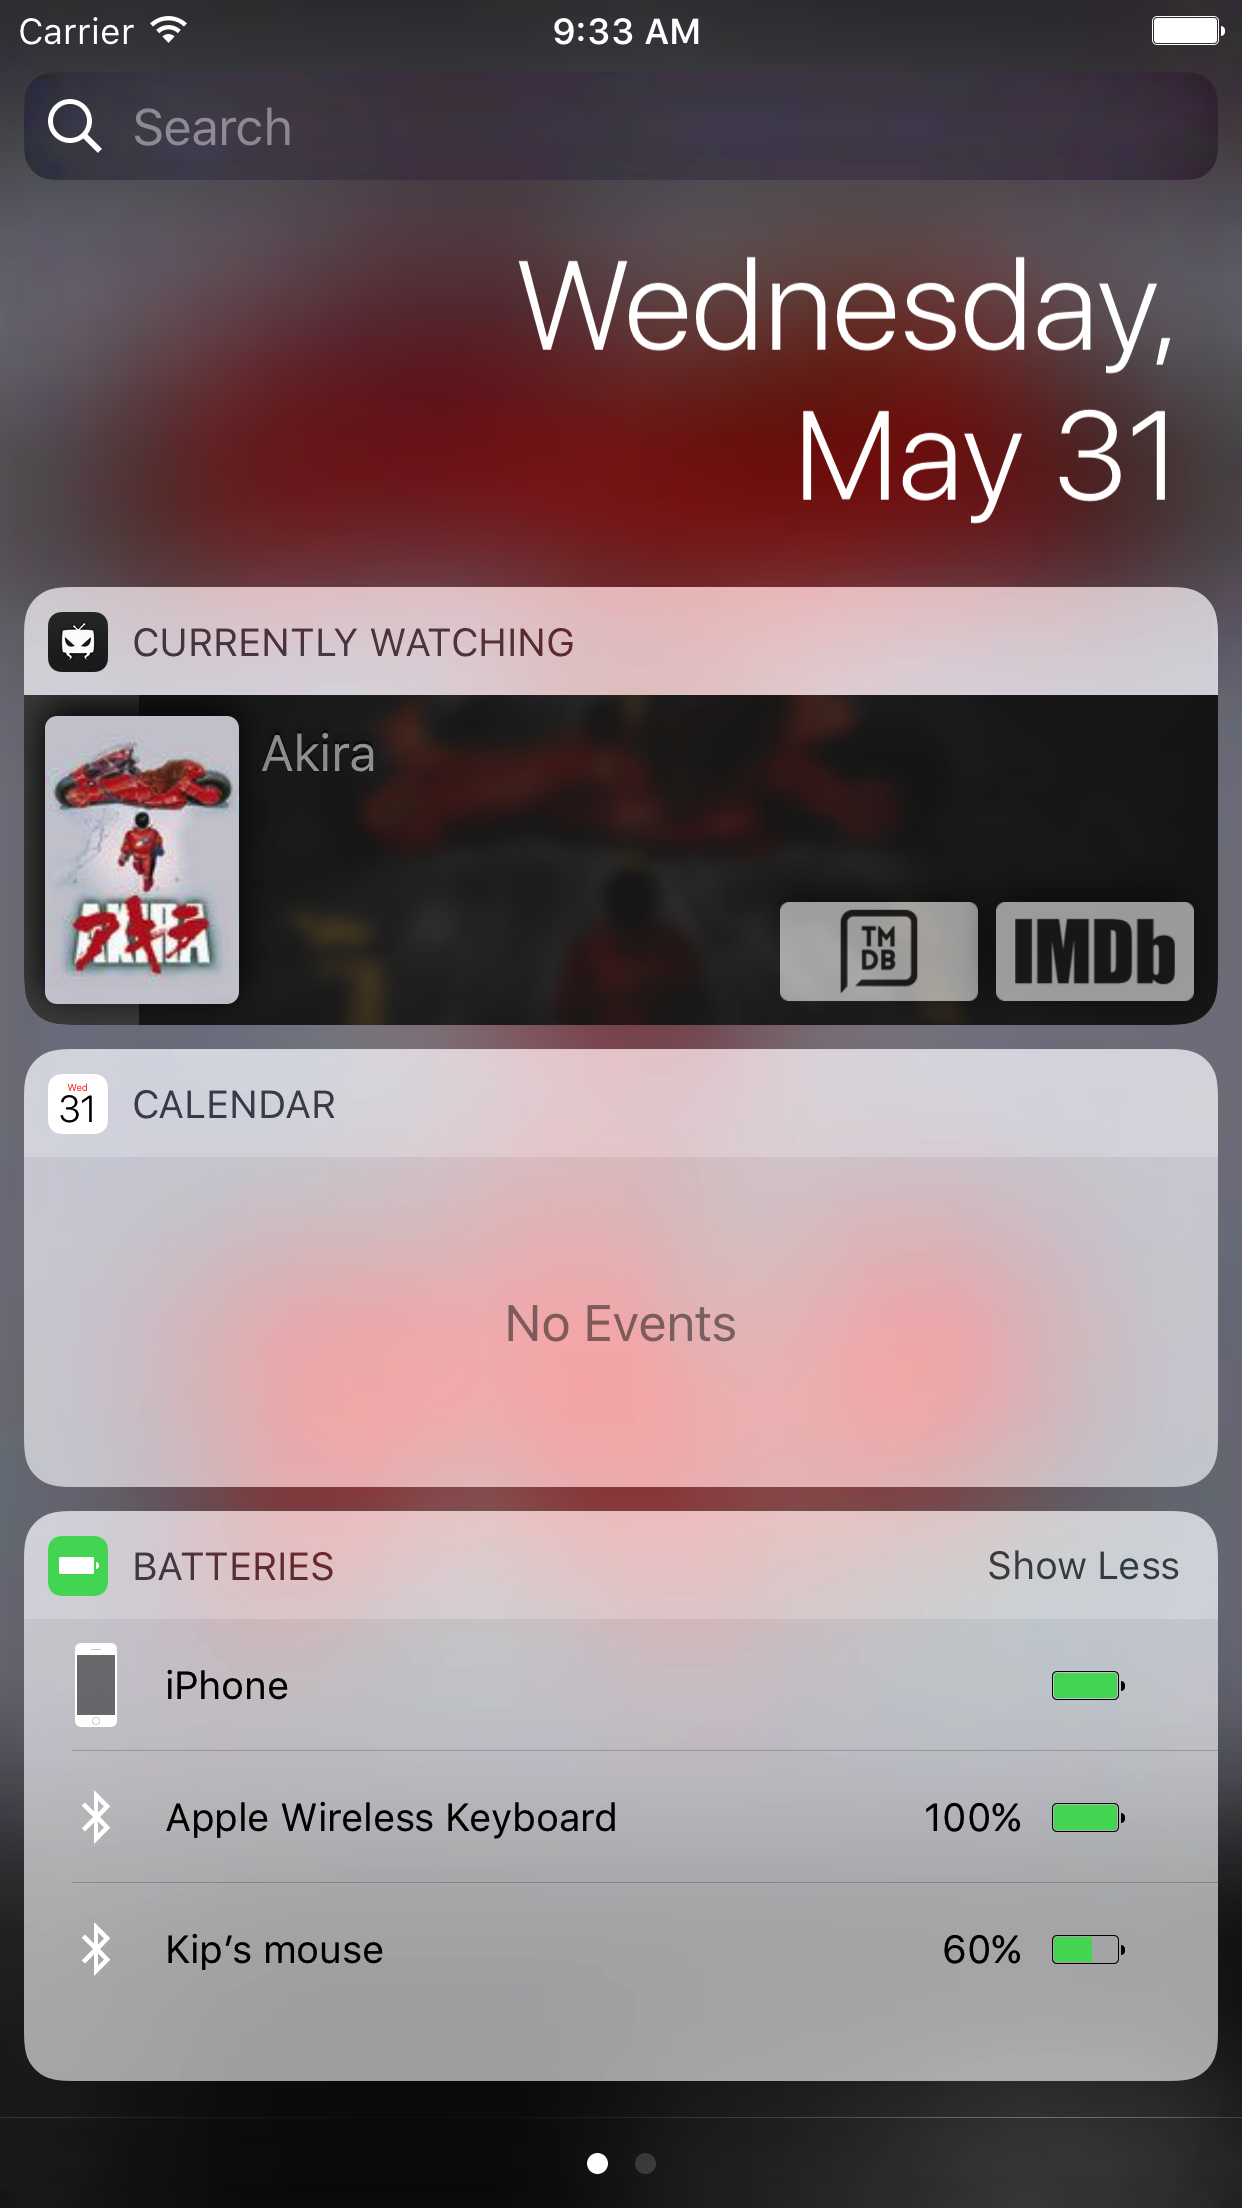 Carrier 9:33 AM
Search
Wednesday,
May 31
CURRENTLY WATCHING
Akira
アキラ
TM
DB
IMDb
Wed
31
CALENDAR
No Events
BATTERIES Show Less
iPhone
Apple Wireless Keyboard 100%
Kip’s mouse 60%